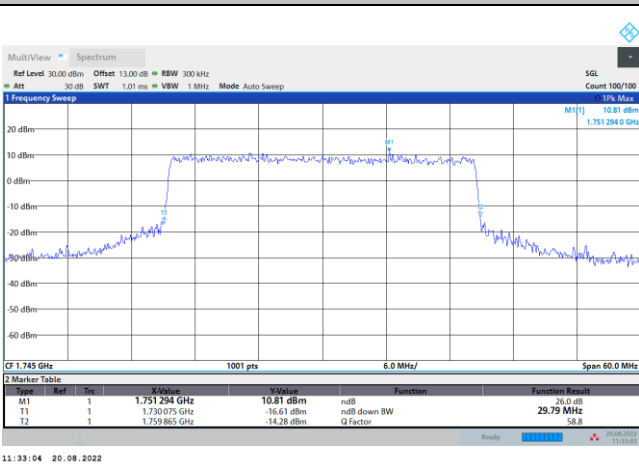 MultiView Spectrum
Ref Level 30.00 dBm Offset 13.00 dB RBW 300 kHz SGL
Att 30 dB SWT 1.01 ms VBW 1 MHz Mode Auto Sweep Count 100/100
1 Frequency Sweep 1Pk Max
M1[1] 10.81 dBm
1.751 294 0 GHz
20 dBm
M1
10 dBm
0 dBm
-10 dBm
-20 dBm
-30 dBm
-40 dBm
-50 dBm
-60 dBm
CF 1.745 GHz 1001 pts 6.0 MHz/ Span 60.0 MHz
2 Marker Table
Type Ref Trc X-Value Y-Value Function Function Result
M1 1 1.751 294 GHz 10.81 dBm ndB 26.0 dB
T1 1 1.730 075 GHz -16.61 dBm ndB down BW 29.79 MHz
T2 1 1.759 865 GHz -14.28 dBm Q Factor 58.8
Ready 20.08.2022
11:33:03
11:33:04 20.08.2022